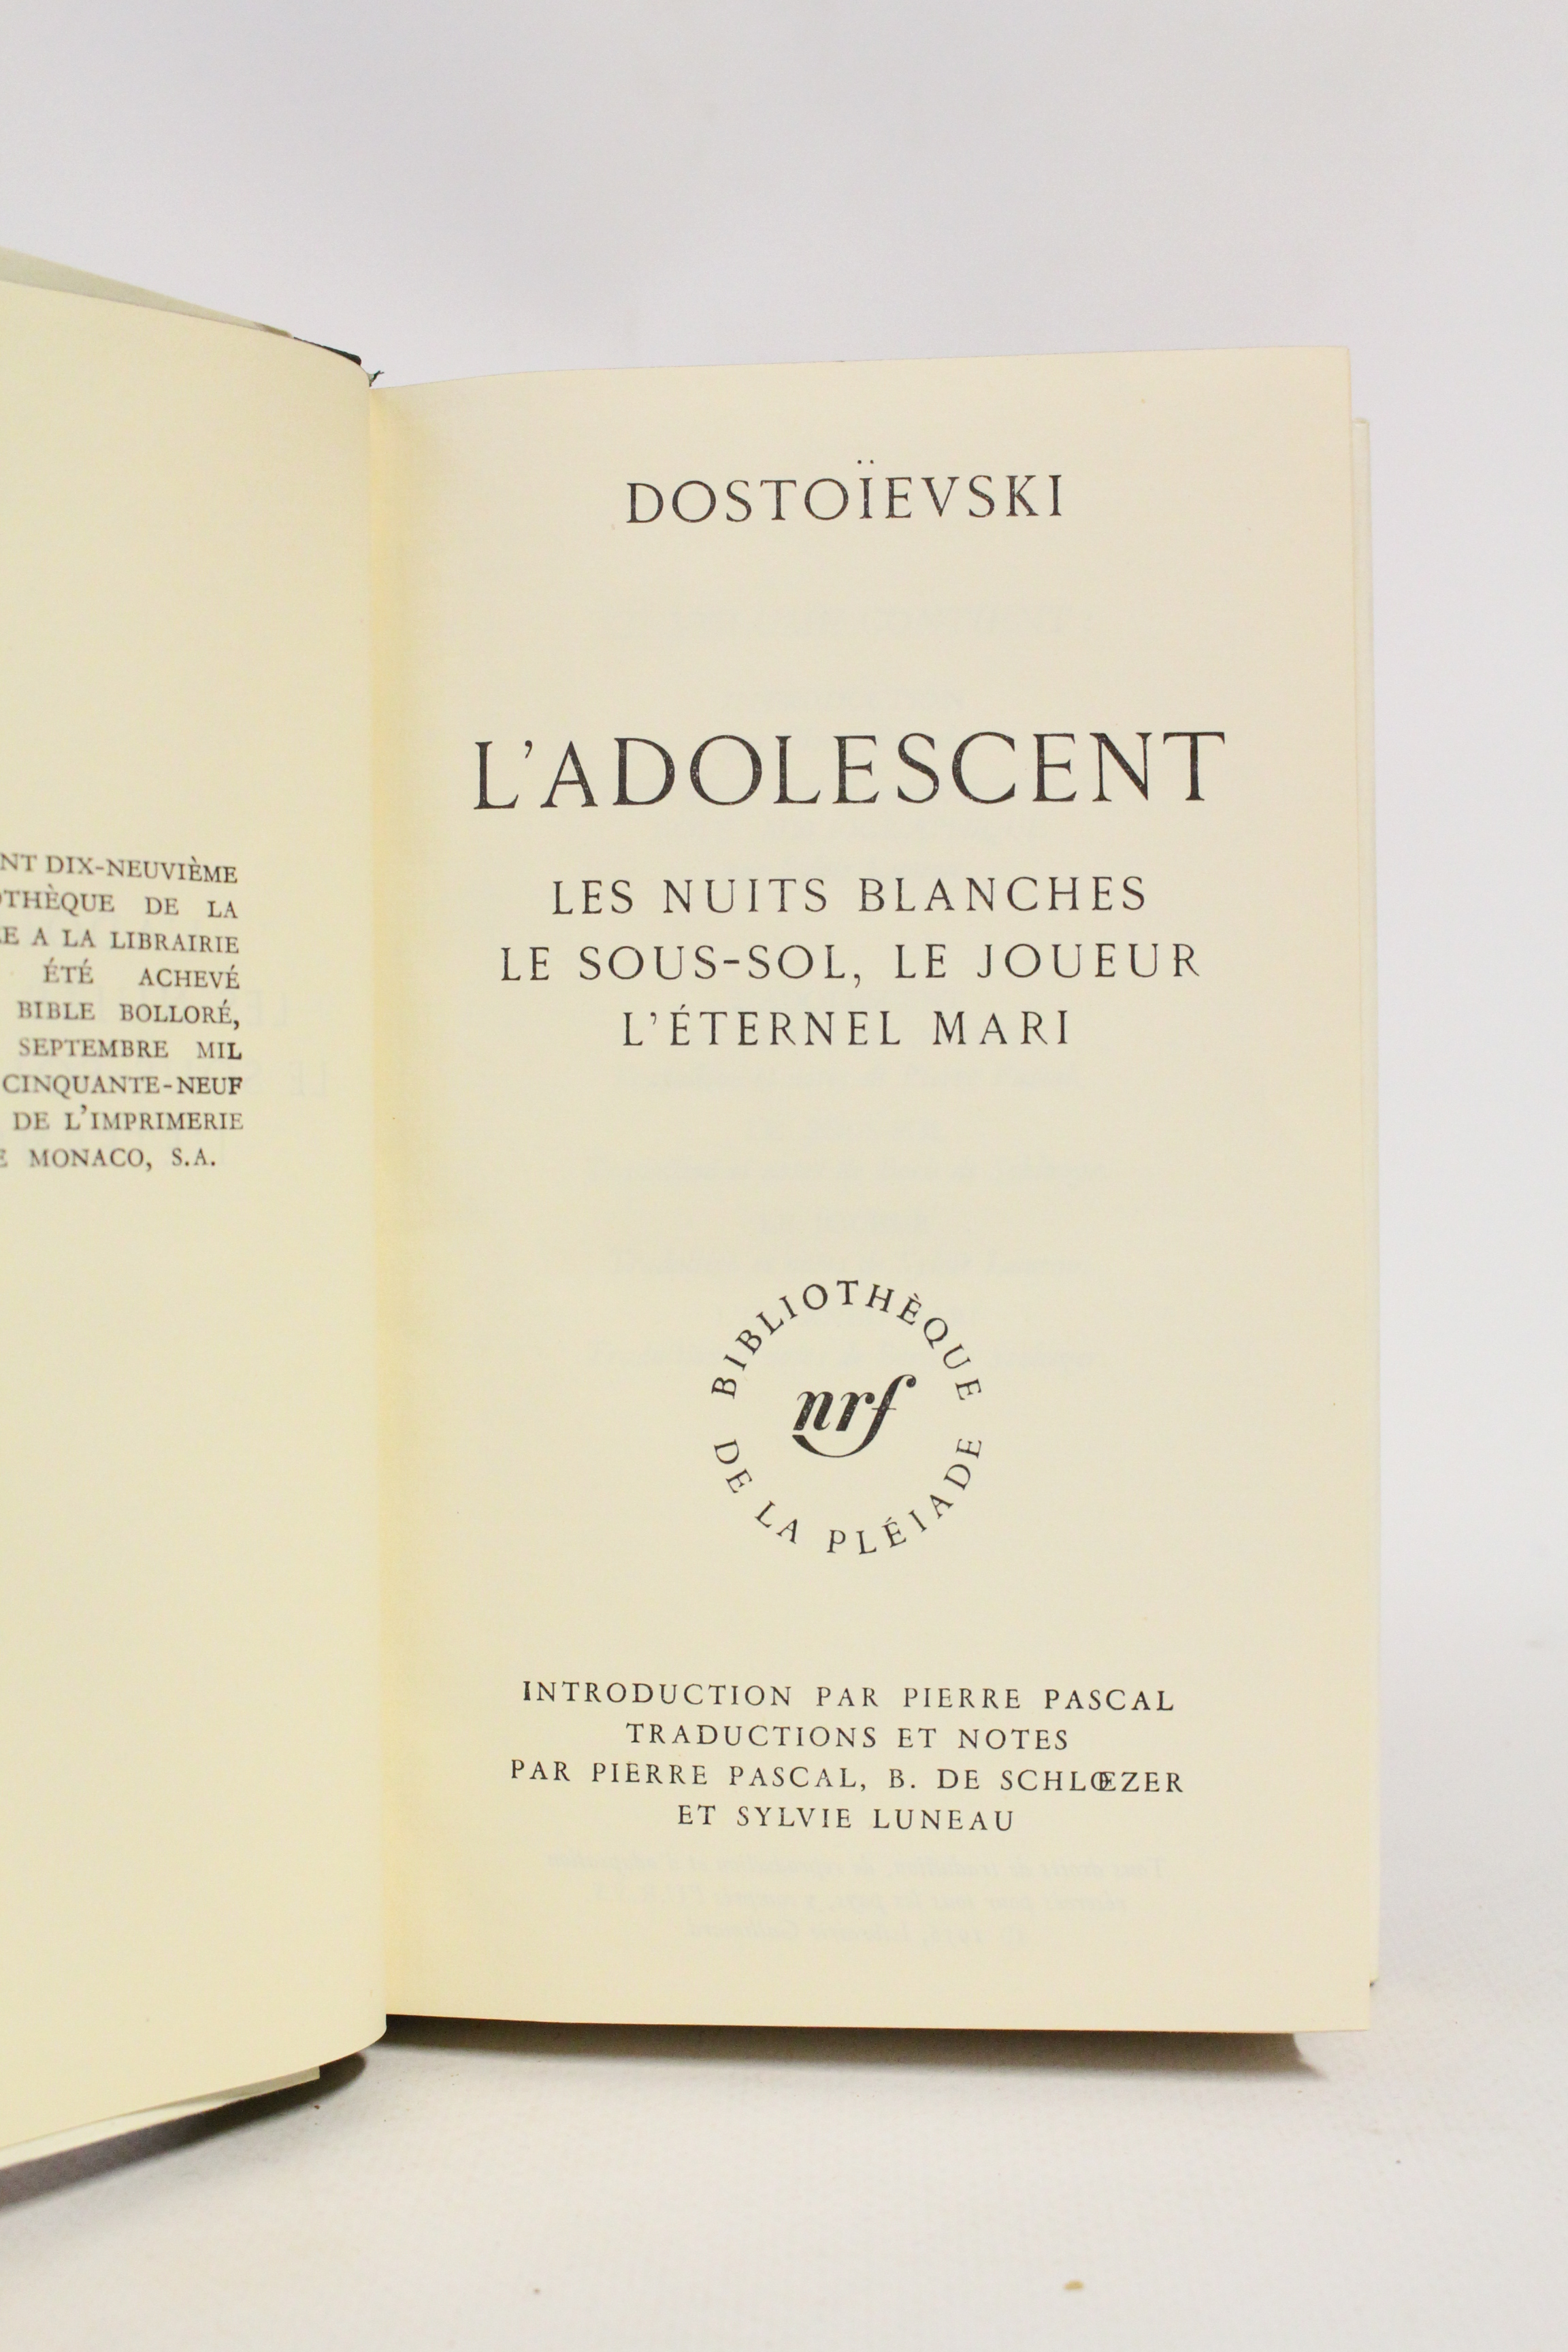 DIX-NEUVIÈME
DE LA
A LA LIBRAIRIE
ÉTÉ ACHEVÉ
BIBLE BOLLORÉ,
SEPTEMBRE MIL
CINQUANTE-NEUF
DE L'IMPRIMERIE
MONACO, S.A.
DOSTOÏEVSKI
L'ADOLESCENT
LES NUITS BLANCHES
LE SOUS-SOL, LE JOUEUR
L'ÉTERNEL MARI
BIBLIOTHÈQUE
nrf
DE LA PLÉIADE
INTRODUCTION PAR PIERRE PASCAL
TRADUCTIONS ET NOTES
PAR PIERRE PASCAL, B. DE SCHLŒZER
ET SYLVIE LUNEAU